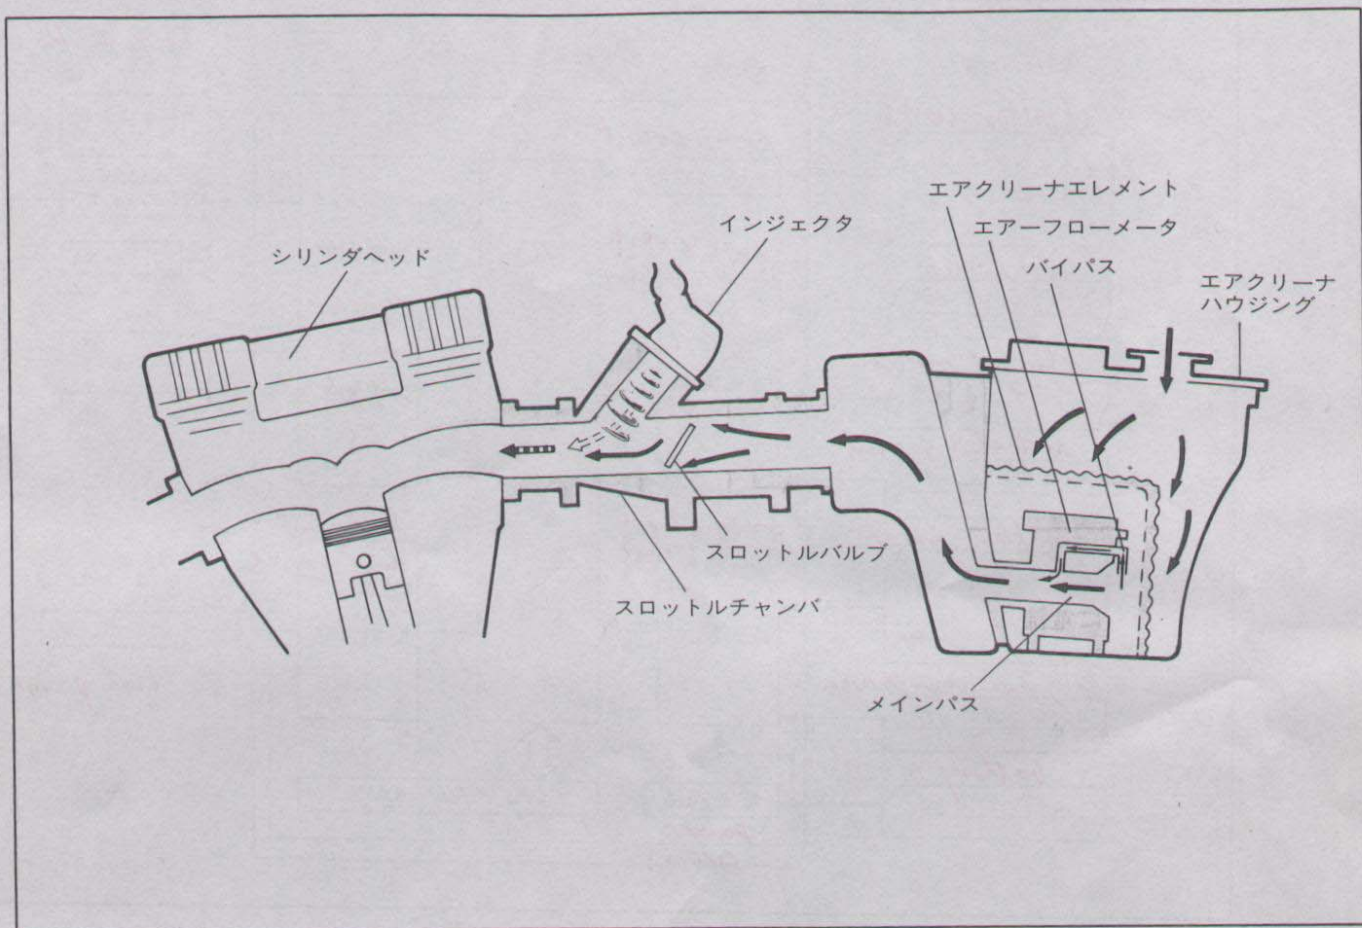 エアクリーナエレメント
インジェクタ
エアーフローメータ
シリンダヘッド
バイパス
エアクリーナ
ハウジング
スロットルバルブ
スロットルチャンバ
メインパス